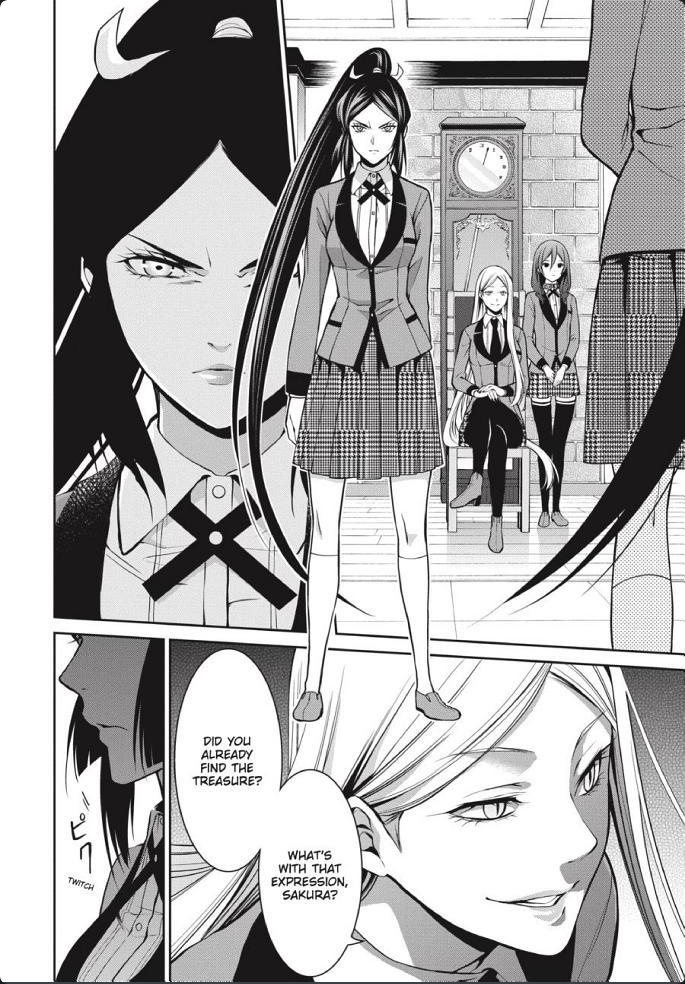 DID YOU
ALREADY
FIND THE
TREASURE?
WHAT'S
WITH THAT
EXPRESSION,
SAKURA?
ピク゛
TWITCH